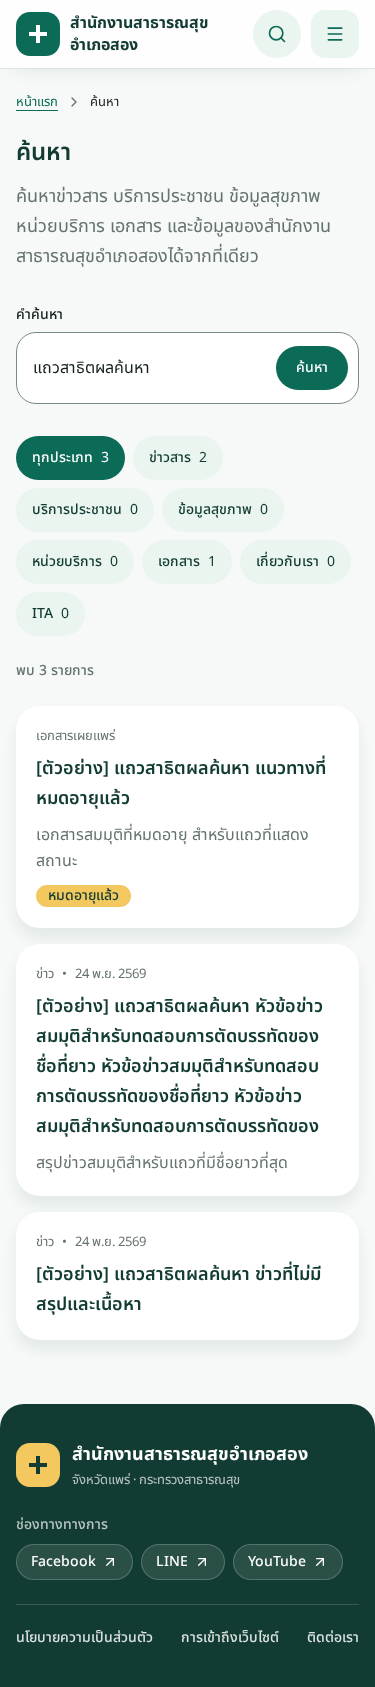 สำนักงานสาธารณสุข
อำเภอสอง
หน้าแรก > ค้นหา
ค้นหา
ค้นหาข่าวสาร บริการประชาชน ข้อมูลสุขภาพ
หน่วยบริการ เอกสาร และข้อมูลของสำนักงาน
สาธารณสุขอำเภอสองได้จากที่เดียว
คำค้นหา
แถวสาธิตผลค้นหา ค้นหา
ทุกประเภท 3 ข่าวสาร 2
บริการประชาชน 0 ข้อมูลสุขภาพ 0
หน่วยบริการ 0 เอกสาร 1 เกี่ยวกับเรา 0
ITA 0
พบ 3 รายการ
เอกสารเผยแพร่
[ตัวอย่าง] แถวสาธิตผลค้นหา แนวทางที่
หมดอายุแล้ว
เอกสารสมมุติที่หมดอายุ สำหรับแถวที่แสดง
สถานะ
หมดอายุแล้ว
ข่าว • 24 พ.ย. 2569
[ตัวอย่าง] แถวสาธิตผลค้นหา หัวข้อข่าว
สมมุติสำหรับทดสอบการตัดบรรทัดของ
ชื่อที่ยาว หัวข้อข่าวสมมุติสำหรับทดสอบ
การตัดบรรทัดของชื่อที่ยาว หัวข้อข่าว
สมมุติสำหรับทดสอบการตัดบรรทัดของ
สรุปข่าวสมมุติสำหรับแถวที่มีชื่อยาวที่สุด
ข่าว • 24 พ.ย. 2569
[ตัวอย่าง] แถวสาธิตผลค้นหา ข่าวที่ไม่มี
สรุปและเนื้อหา
สำนักงานสาธารณสุขอำเภอสอง
จังหวัดแพร่ · กระทรวงสาธารณสุข
ช่องทางทางการ
Facebook LINE YouTube
นโยบายความเป็นส่วนตัว การเข้าถึงเว็บไซต์ ติดต่อเรา